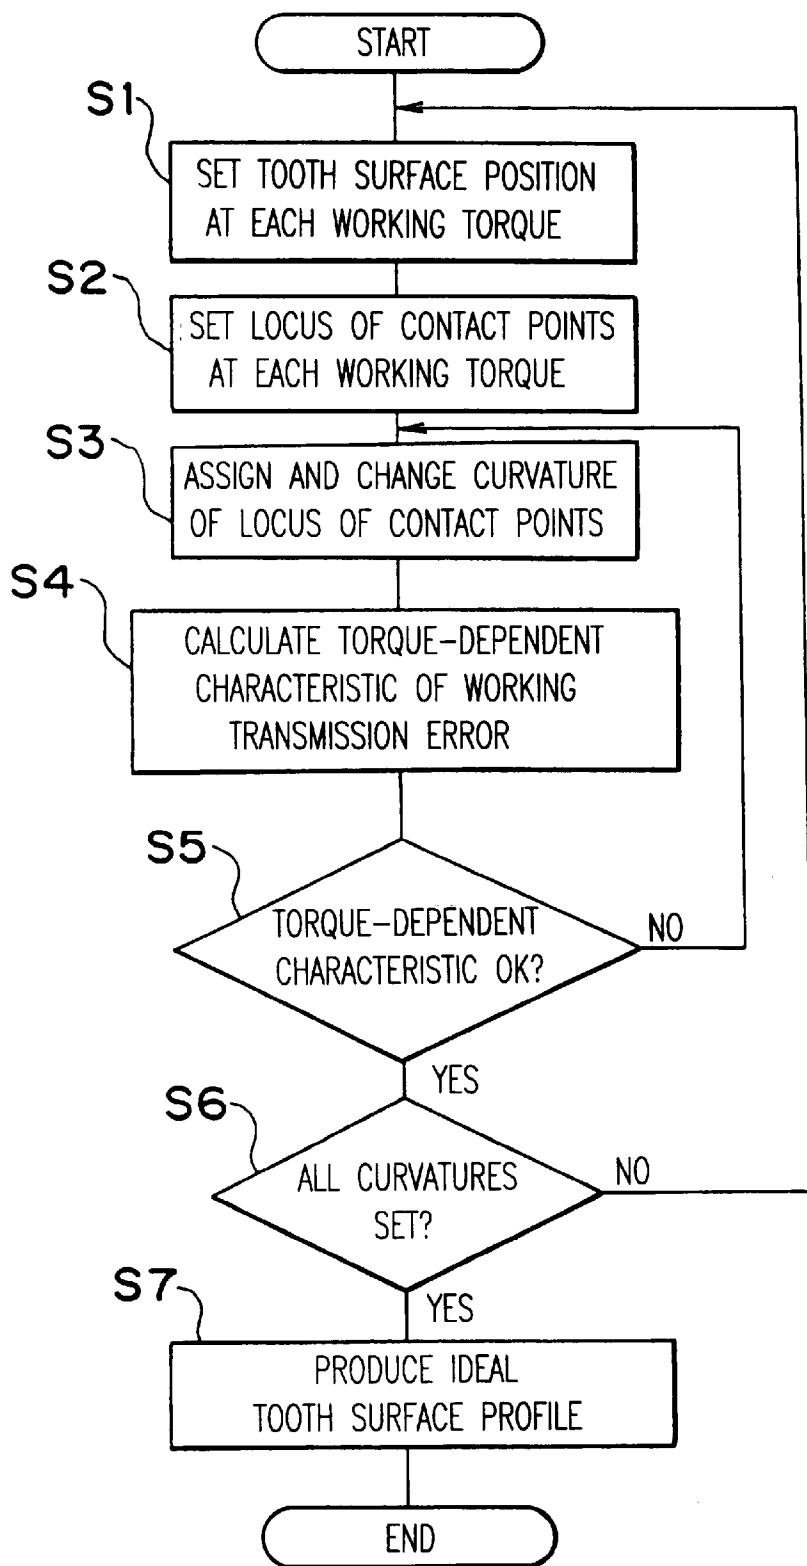 START
S1
SET TOOTH SURFACE POSITION
AT EACH WORKING TORQUE
S2
SET LOCUS OF CONTACT POINTS
AT EACH WORKING TORQUE
S3
ASSIGN AND CHANGE CURVATURE
OF LOCUS OF CONTACT POINTS
S4
CALCULATE TORQUE-DEPENDENT
CHARACTERISTIC OF WORKING
TRANSMISSION ERROR
S5
TORQUE-DEPENDENT
CHARACTERISTIC OK?
NO
YES
S6
ALL CURVATURES
SET?
NO
YES
S7
PRODUCE IDEAL
TOOTH SURFACE PROFILE
END